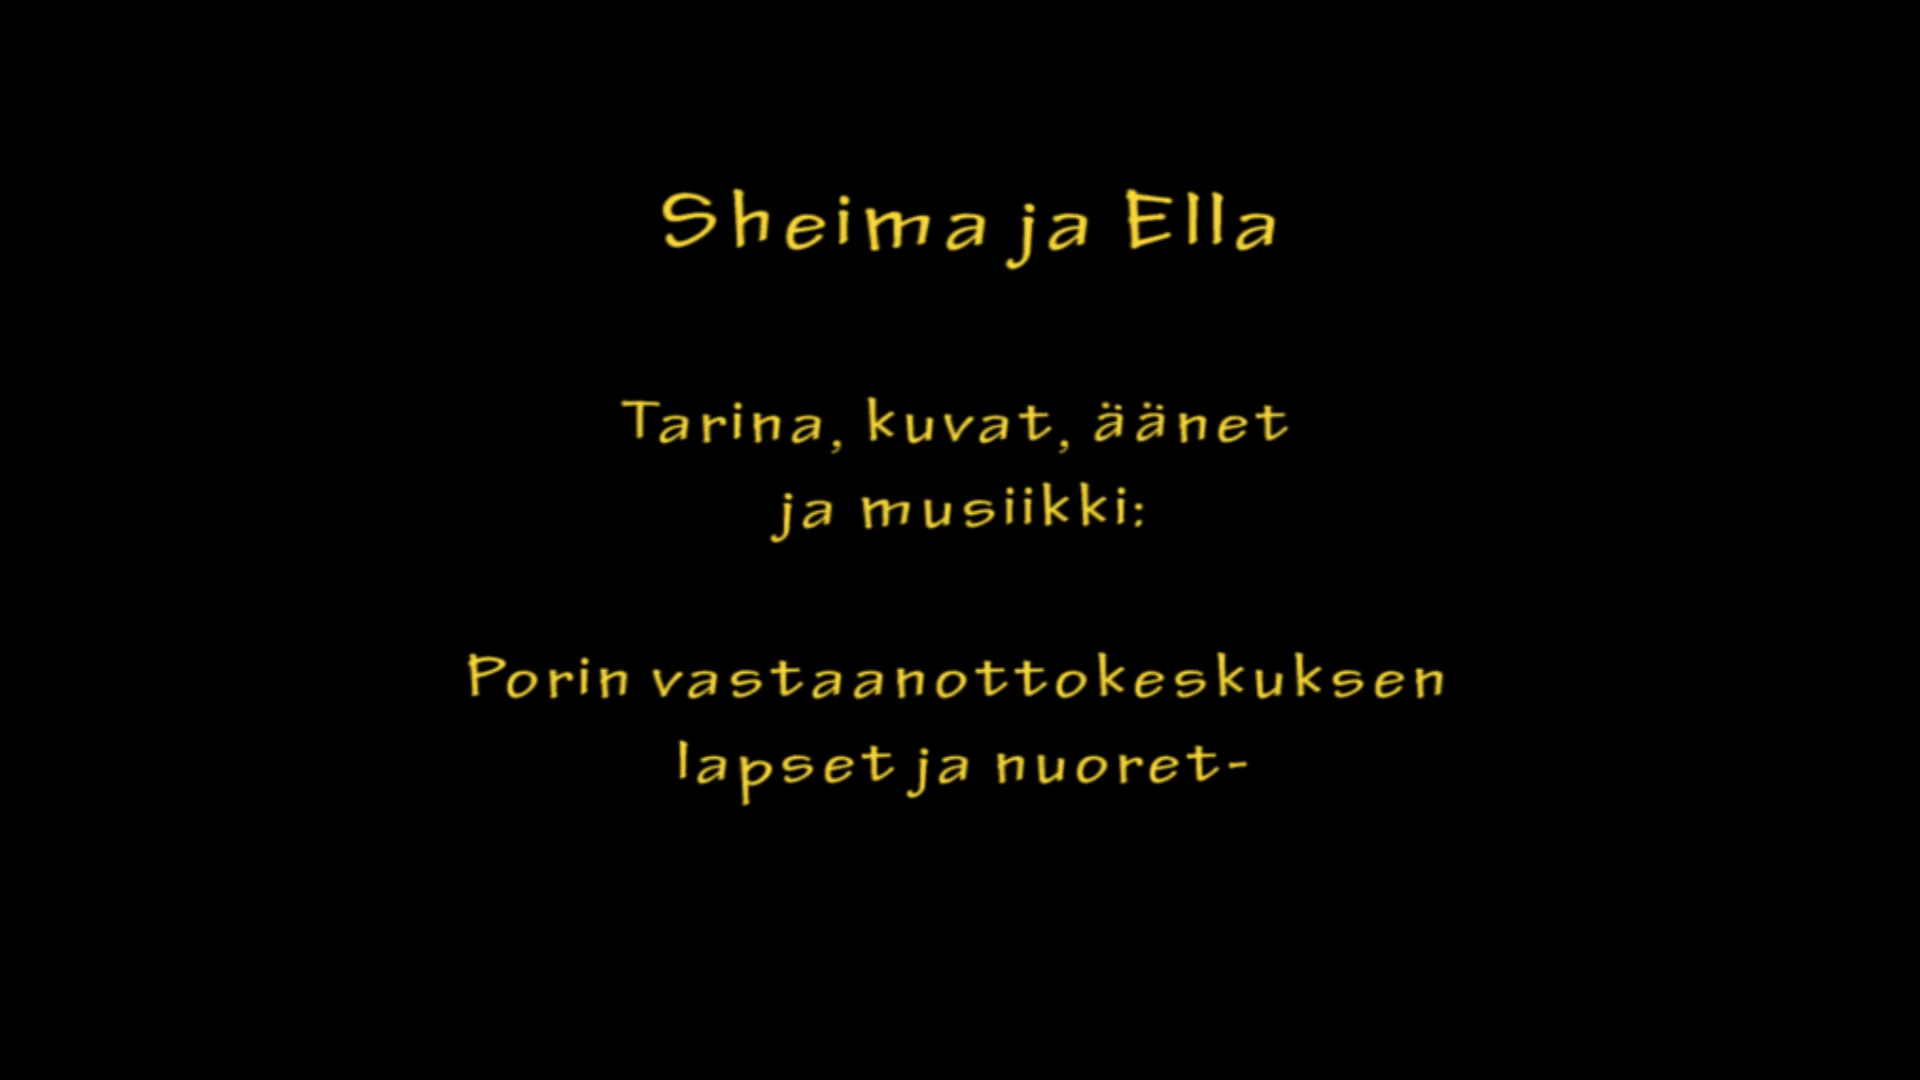 Sheima ja Ella
Tarina, kuvat, äänet
ja musiikki:
Porin vastaanottokeskuksen
lapset ja nuoret-